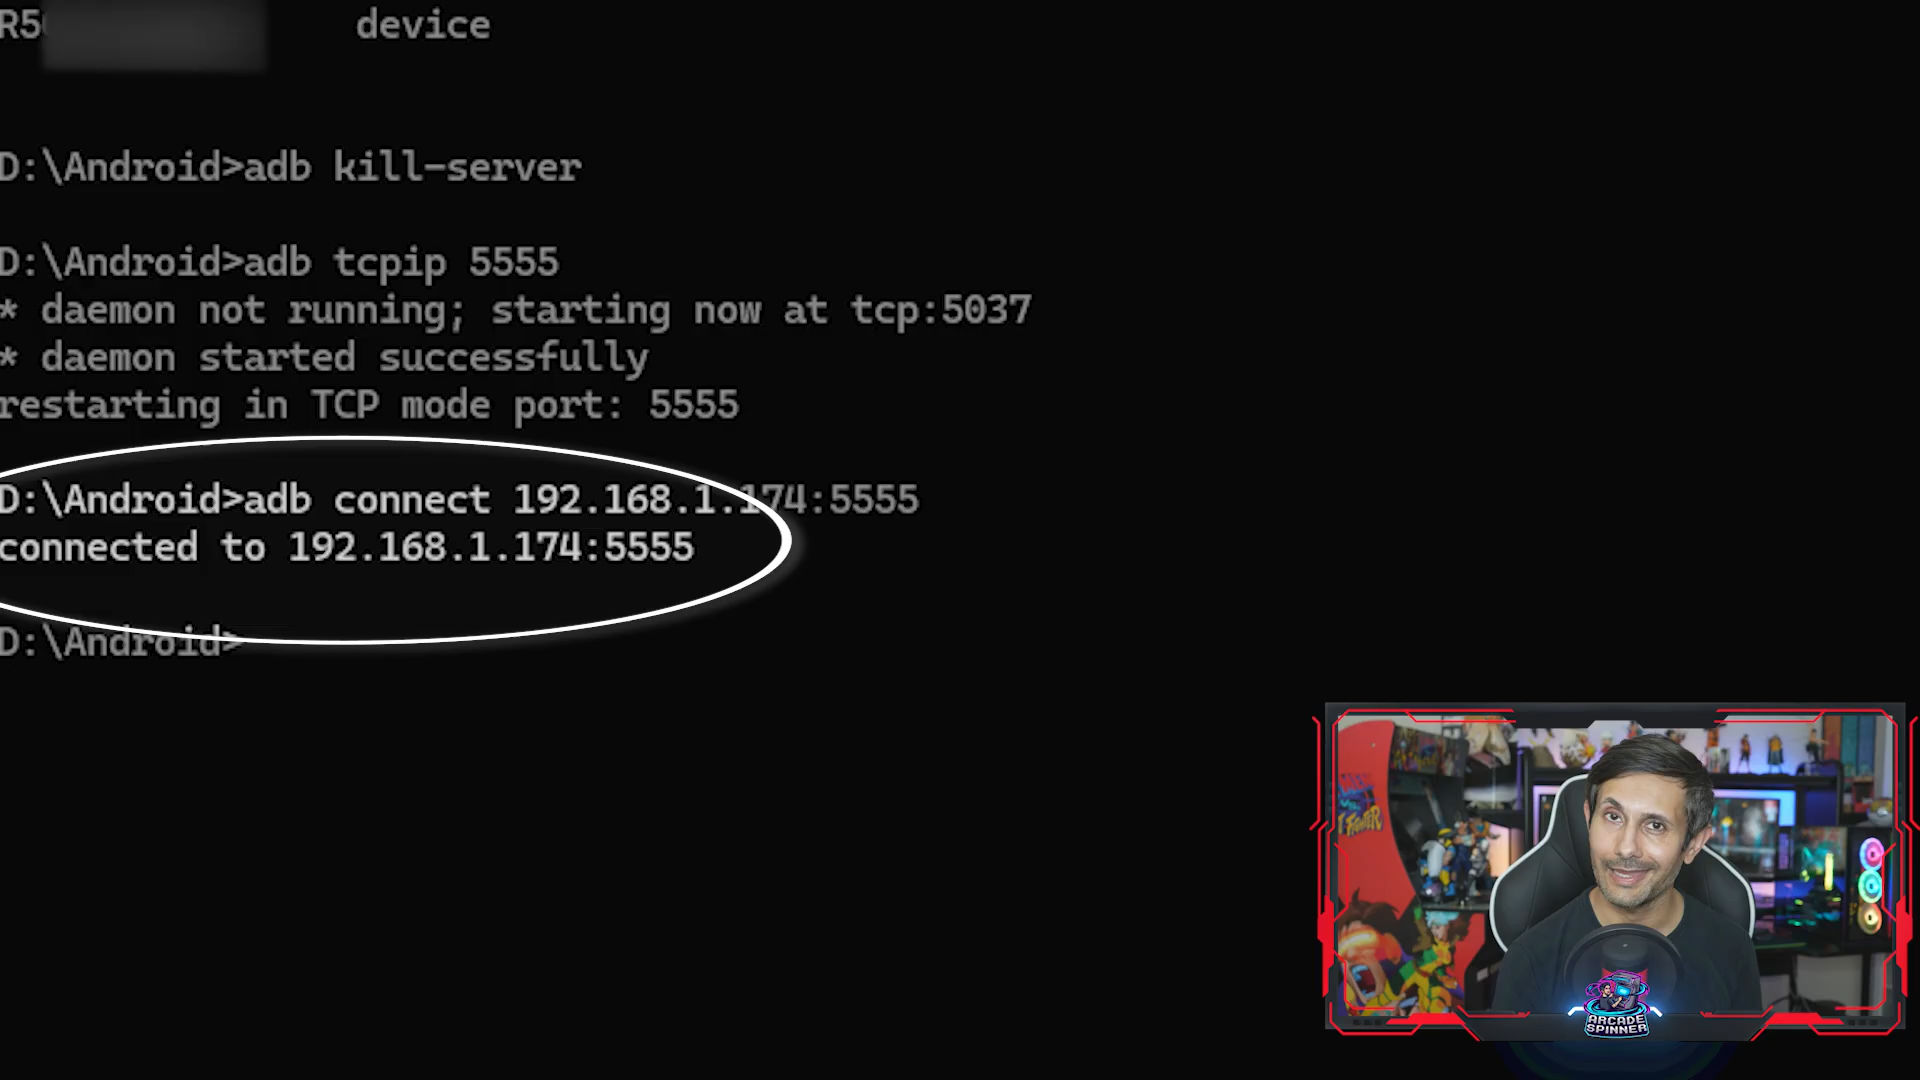 R5
device
D:\Android>adb kill-server
D:\Android>adb tcpip 5555
* daemon not running; starting now at tcp:5037
* daemon started successfully
restarting in TCP mode port: 5555
D:\Android>adb connect 192.168.1.174:5555
connected to 192.168.1.174:5555
D:\Android>
FIGHTER
ARCADE
SPINNER